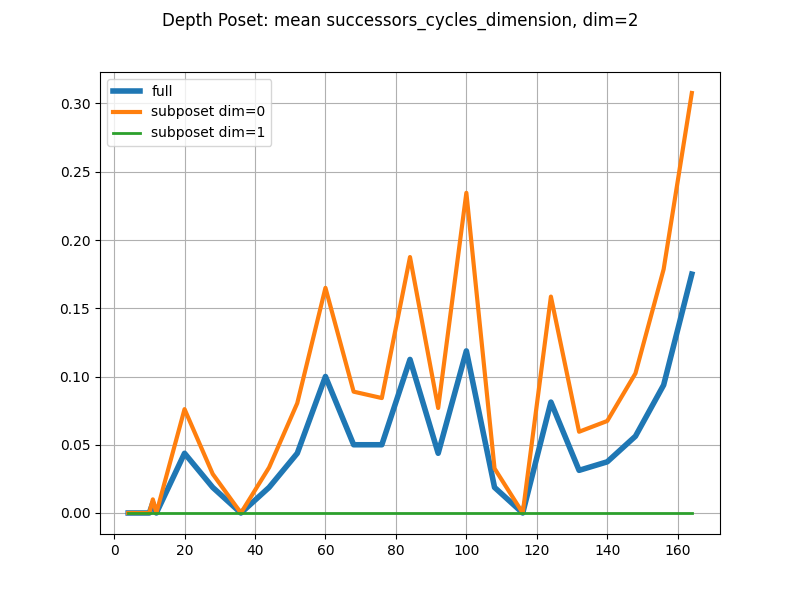 Depth Poset: mean successors_cycles_dimension, dim=2
full
subposet dim=0
subposet dim=1
0.30
0.25
0.20
0.15
0.10
0.05
0.00
0 20 40 60 80 100 120 140 160